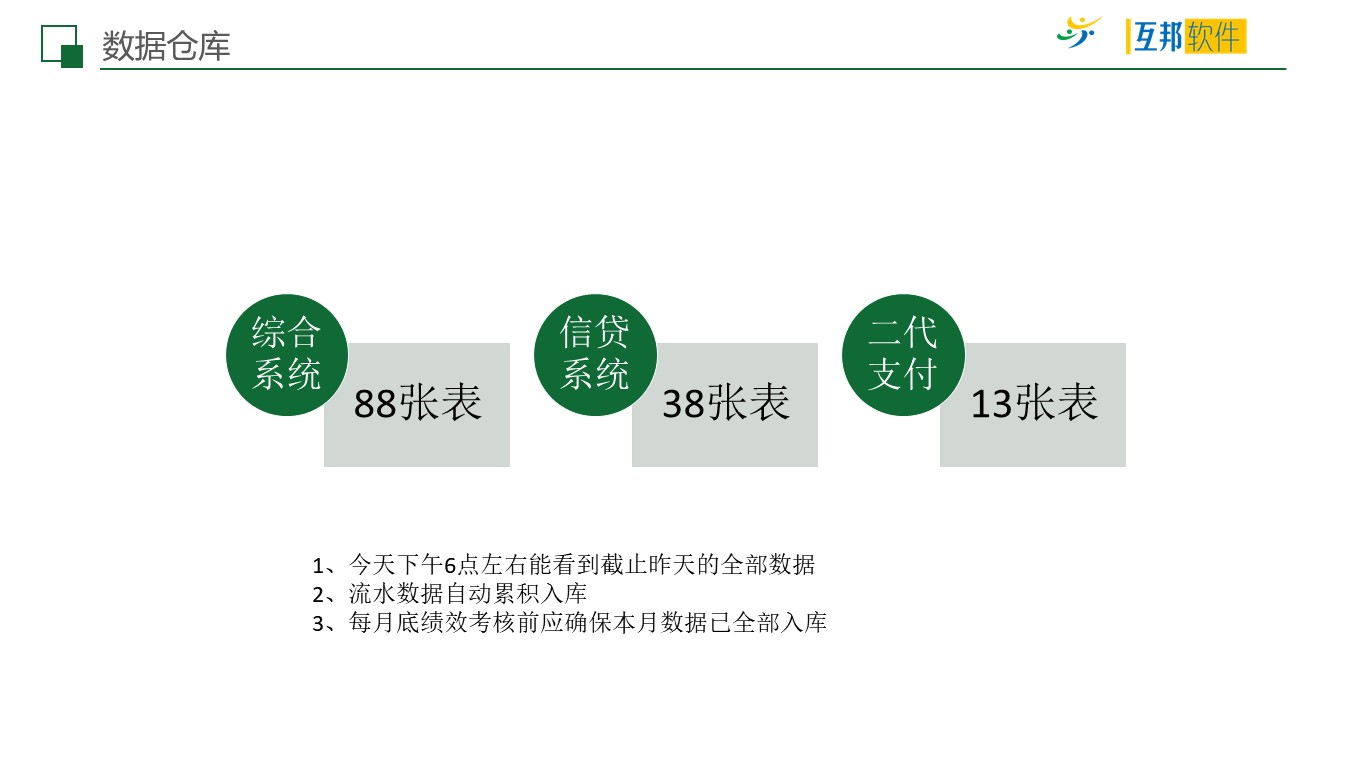 数据仓库
互邦软件
综合
系统
88张表
信贷
系统
38张表
二代
支付
13张表
1、今天下午6点左右能看到截止昨天的全部数据
2、流水数据自动累积入库
3、每月底绩效考核前应确保本月数据已全部入库